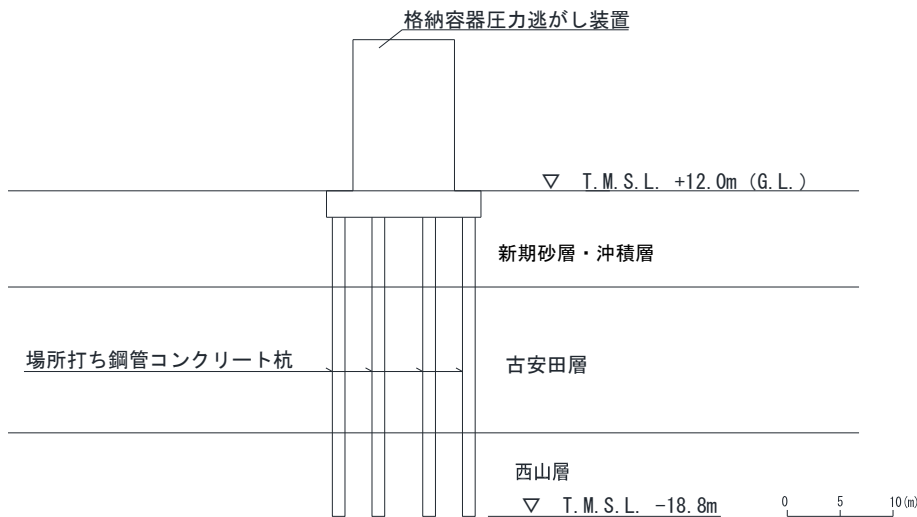 格納容器圧力逃がし装置
▽ T.M.S.L. +12.0m (G.L.)
新期砂層・沖積層
場所打ち鋼管コンクリート杭
古安田層
西山層
▽ T.M.S.L. -18.8m
0 5 10(m)